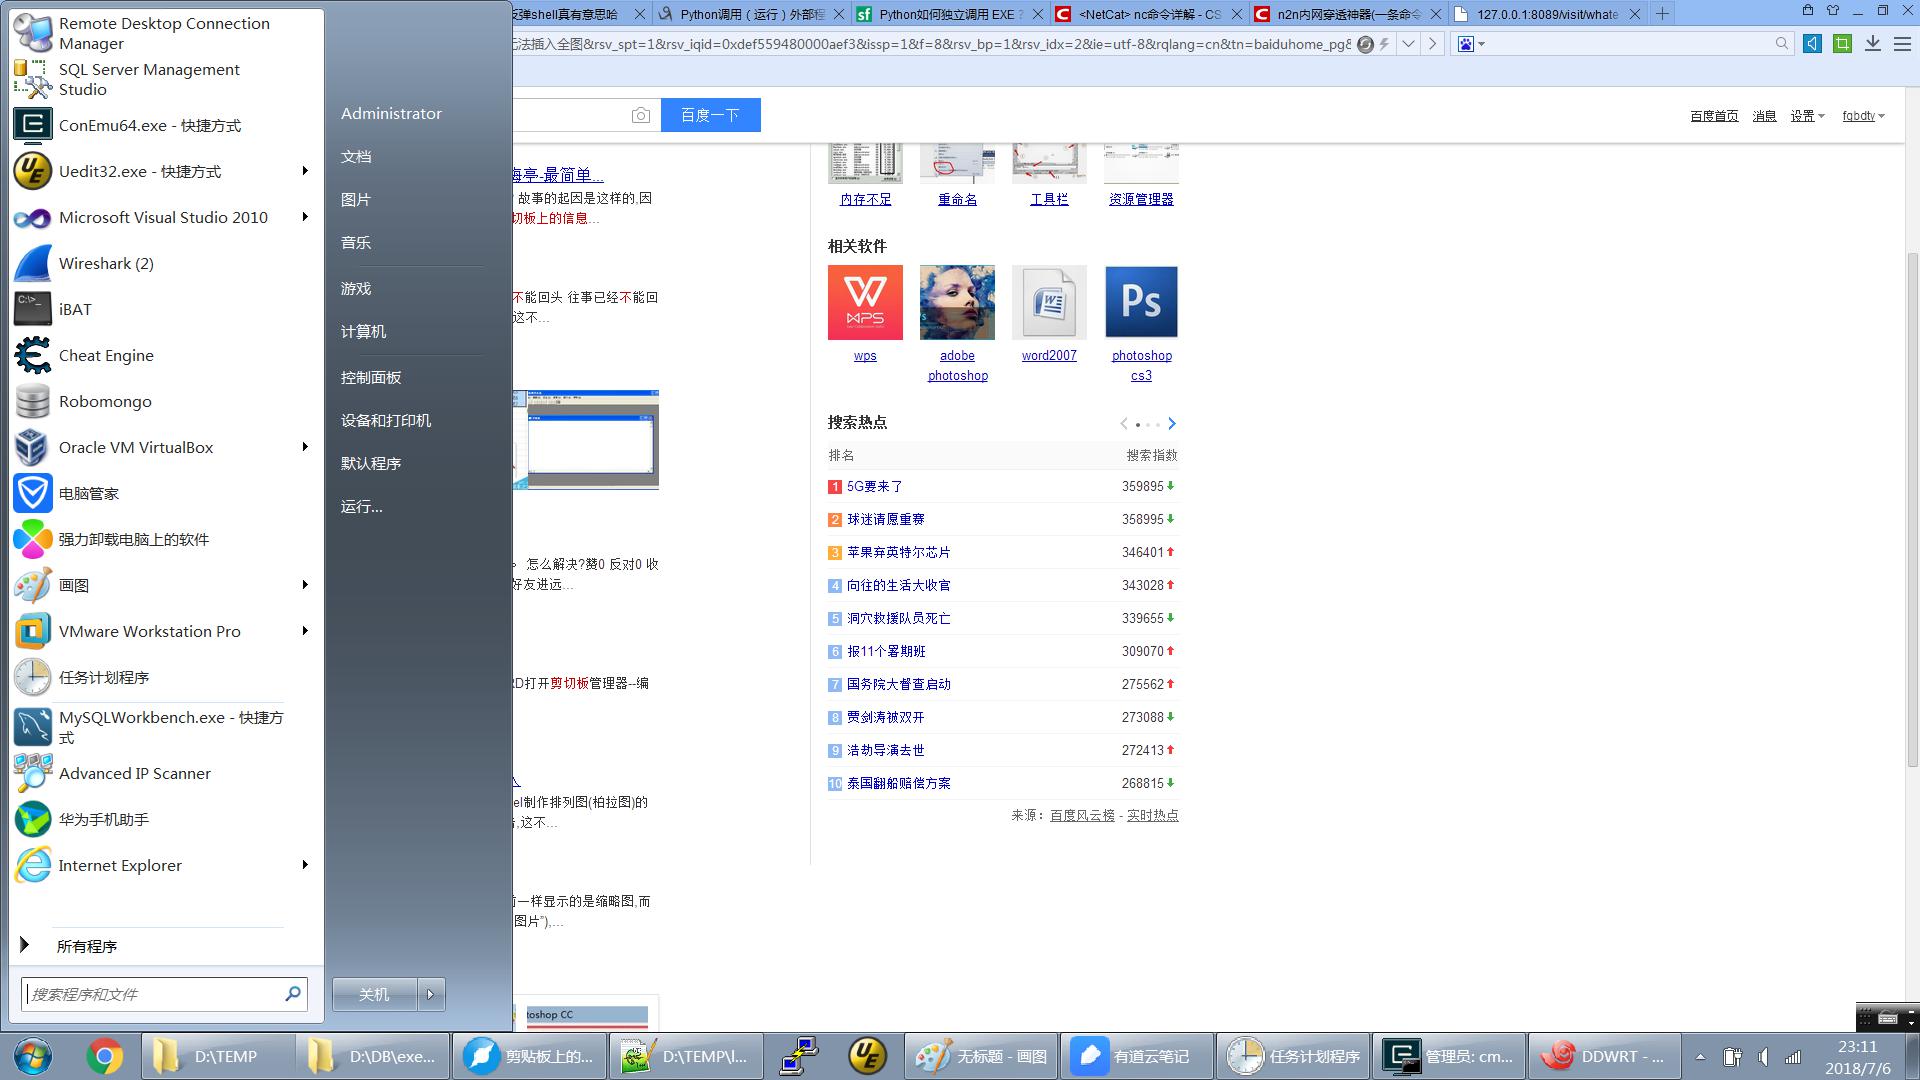 Remote Desktop Connection
Manager
SQL Server Management
Studio
ConEmu64.exe - 快捷方式
Uedit32.exe - 快捷方式
Microsoft Visual Studio 2010
Wireshark (2)
iBAT
Cheat Engine
Robomongo
Oracle VM VirtualBox
电脑管家
强力卸载电脑上的软件
画图
VMware Workstation Pro
任务计划程序
MySQLWorkbench.exe - 快捷方
式
Advanced IP Scanner
华为手机助手
Internet Explorer
所有程序
搜索程序和文件
Administrator
文档
图片
音乐
游戏
计算机
控制面板
设备和打印机
默认程序
运行...
关机
弹shell真有意思哈
Python调用（运行）外部程
Python如何独立调用 EXE ?
<NetCat> nc命令详解 - CS
n2n内网穿透神器(一条命令
127.0.0.1:8089/visit/whate
无法插入全图&rsv_spt=1&rsv_iqid=0xdef559480000aef3&issp=1&f=8&rsv_bp=1&rsv_idx=2&ie=utf-8&rqlang=cn&tn=baiduhome_pg&
百度一下
百度首页 消息 设置 fgbdty
海亭-最简单...
故事的起因是这样的,因
切板上的信息...
不能回头 往事已经不能回
这不...
怎么解决?赞0 反对0 收
好友进远...
RD打开剪切板管理器--编
el制作排列图(柏拉图)的
,这不...
前一样显示的是缩略图,而
图片"),...
toshop CC
内存不足 重命名 工具栏 资源管理器
相关软件
WPS
W
Ps
wps adobe photoshop word2007 photoshop cs3
搜索热点
排名 搜索指数
1 5G要来了 359895
2 球迷请愿重赛 358995
3 苹果弃英特尔芯片 346401
4 向往的生活大收官 343028
5 洞穴救援队员死亡 339655
6 报11个暑期班 309070
7 国务院大督查启动 275562
8 贾剑涛被双开 273088
9 浩劫导演去世 272413
10 泰国翻船赔偿方案 268815
来源：百度风云榜 - 实时热点
D:\TEMP
D:\DB\exe...
剪贴板上的...
D:\TEMP\l...
无标题 - 画图
有道云笔记
任务计划程序
管理员: cm...
DDWRT - ...
23:11
2018/7/6